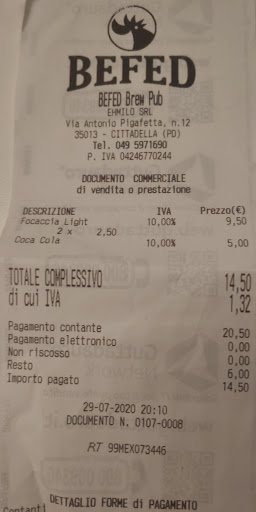 BEFED
BEFED Brew Pub
EHMILO SRL
Via Antonio Pigafetta, n.12
35013 - CITTADELLA (PD)
Tel. 049 5971690
P. IVA 04246770244
DOCUMENTO COMMERCIALE
di vendita o prestazione
DESCRIZIONE IVA Prezzo(€)
Focaccia Light 10,00% 9,50
2 x 2,50
Coca Cola 10,00% 5,00
TOTALE COMPLESSIVO 14,50
di cui IVA 1,32
Pagamento contante 20,50
Pagamento elettronico 0,00
Non riscosso 0,00
Resto 6,00
Importo pagato 14,50
29-07-2020 20:10
DOCUMENTO N. 0107-0008
RT 99MEX073446
DETTAGLIO FORME di PAGAMENTO
Contanti